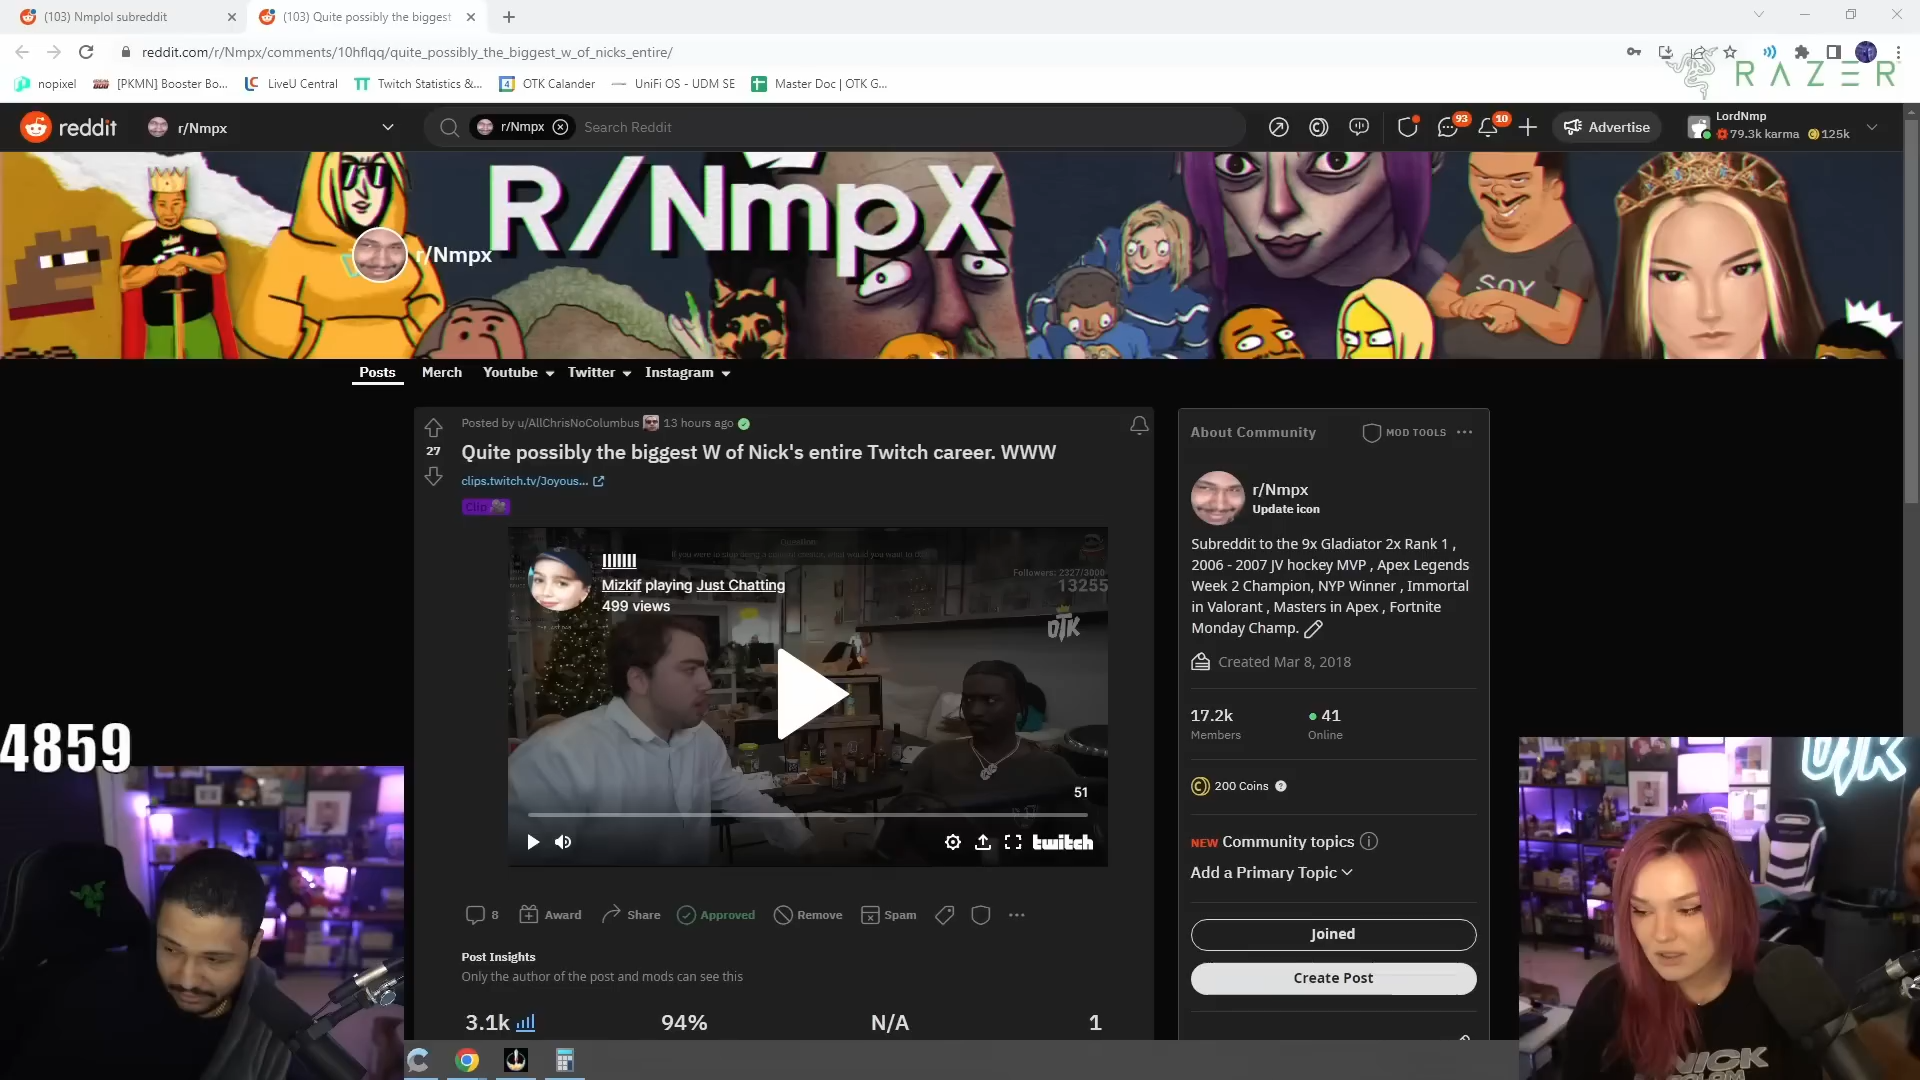 (103) Nmplol subreddit
(103) Quite possibly the biggest
reddit.com/r/Nmpx/comments/10hflqq/quite_possibly_the_biggest_w_of_nicks_entire/
nopixel
[PKMN] Booster Bo...
LiveU Central
Twitch Statistics &...
OTK Calander
UniFi OS - UDM SE
Master Doc | OTK G...
RAZER
reddit
r/Nmpx
r/Nmpx
Search Reddit
93
10
Advertise
LordNmp
79.3k karma
125k
R/NmpX
r/Nmpx
SOY
Posts
Merch
Youtube
Twitter
Instagram
Posted by u/AllChrisNoColumbus
13 hours ago
27
Quite possibly the biggest W of Nick's entire Twitch career. WWW
clips.twitch.tv/Joyous...
Clip
Question
Followers: 2327/3000
13255
OTK
Mizkif playing Just Chatting
499 views
51
twitch
8
Award
Share
Approved
Remove
Spam
Post Insights
Only the author of the post and mods can see this
3.1k
94%
N/A
1
About Community
MOD TOOLS
r/Nmpx
Update icon
Subreddit to the 9x Gladiator 2x Rank 1 ,
2006 - 2007 JV hockey MVP , Apex Legends
Week 2 Champion, NYP Winner , Immortal
in Valorant , Masters in Apex , Fortnite
Monday Champ.
Created Mar 8, 2018
17.2k
Members
41
Online
200 Coins
NEW Community topics
Add a Primary Topic
Joined
Create Post
4859
OTK
NICK